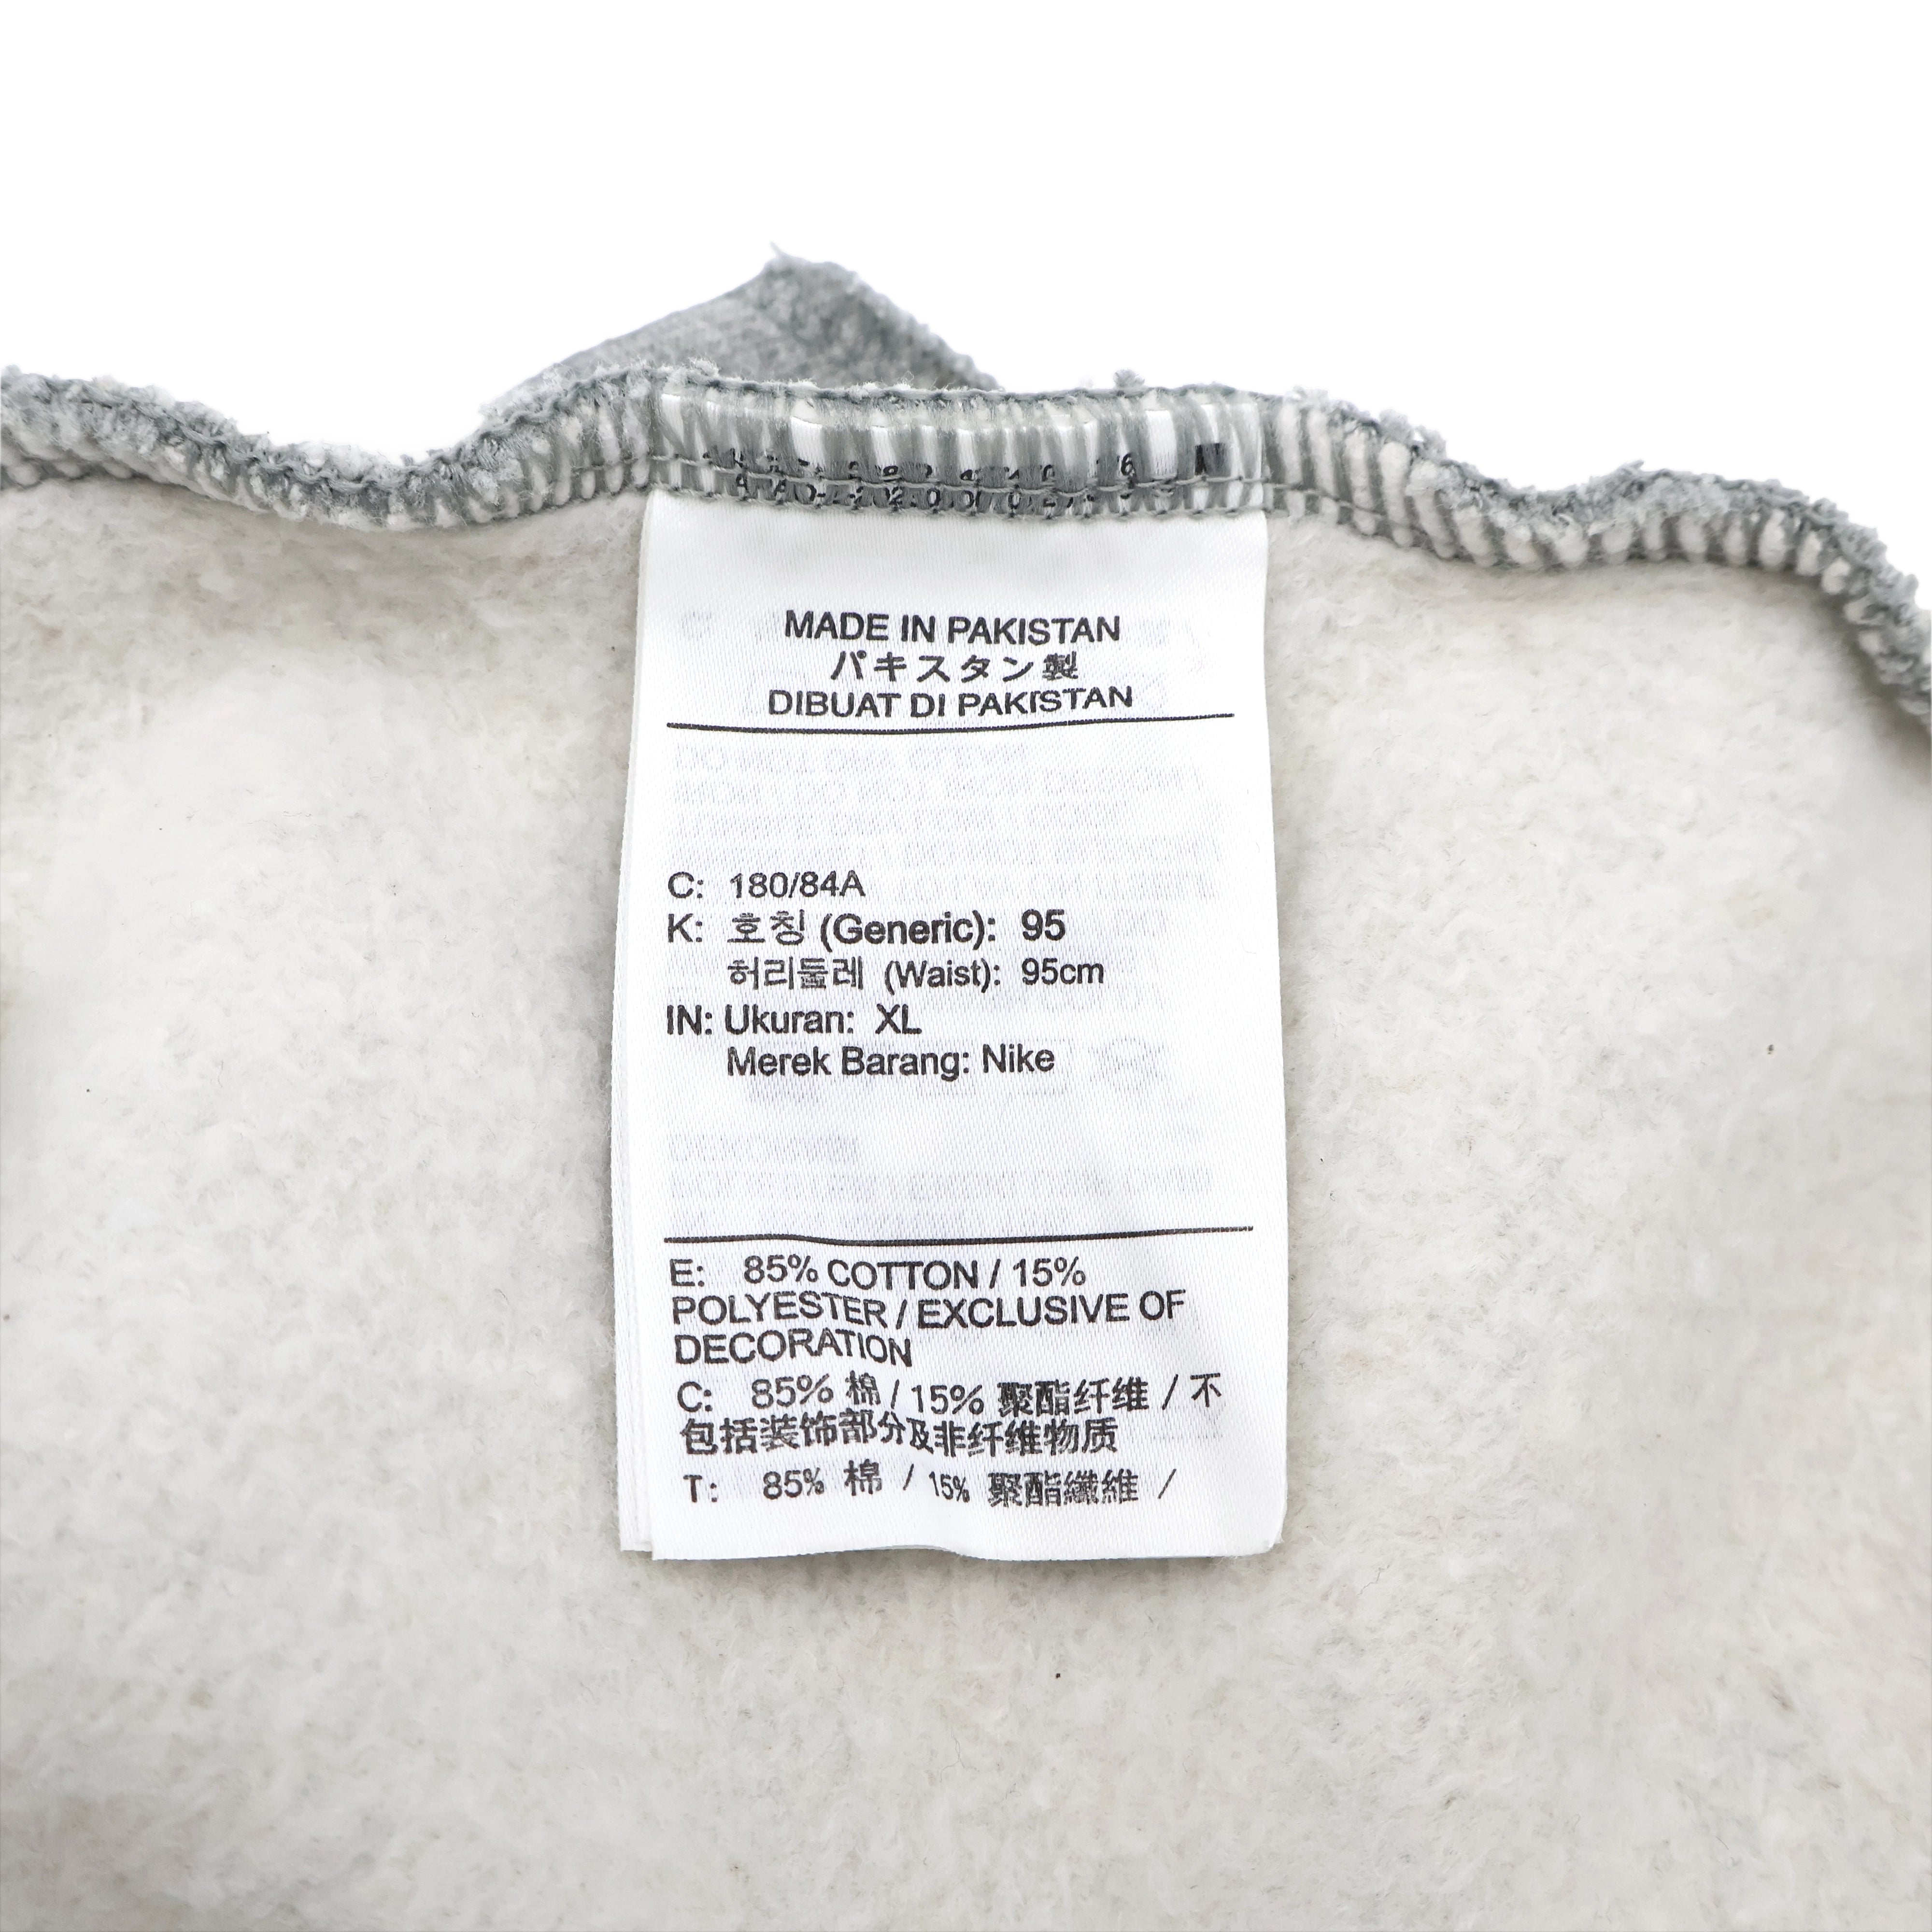 MADE IN PAKISTAN
パキスタン製
DIBUAT DI PAKISTAN
C: 180/84A
K: 호칭 (Generic): 95
허리둘레 (Waist): 95cm
IN: Ukuran: XL
Merek Barang: Nike
E: 85% COTTON / 15%
POLYESTER / EXCLUSIVE OF
DECORATION
C: 85% 棉 / 15% 聚酯纤维 / 不
包括装饰部分及非纤维物质
T: 85% 棉 / 15% 聚酯纖維 /